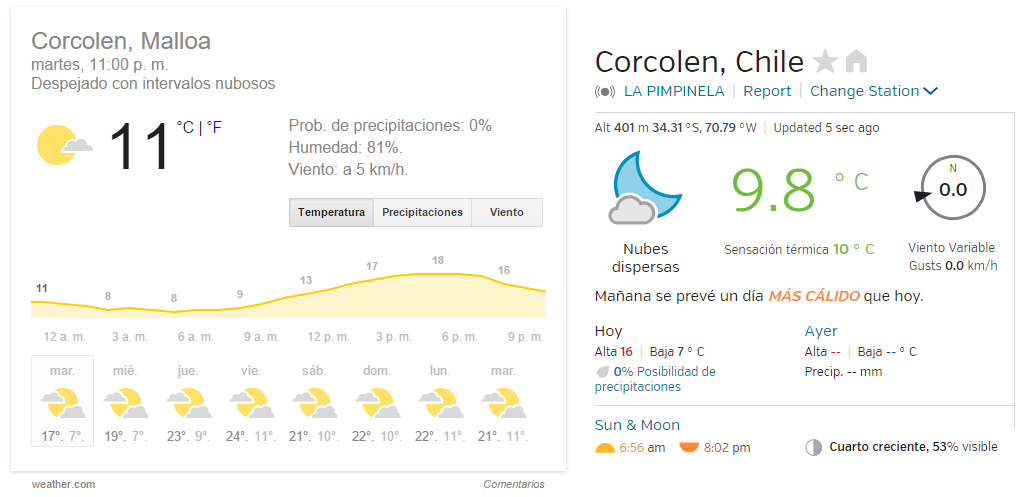 Corcolen, Malloa
martes, 11:00 p. m.
Despejado con intervalos nubosos
11 °C | °F
Prob. de precipitaciones: 0%
Humedad: 81%.
Viento: a 5 km/h.
Temperatura Precipitaciones Viento
11 8 8 9 13 17 18 16
12 a. m. 3 a. m. 6 a. m. 9 a. m. 12 p. m. 3 p. m. 6 p. m. 9 p. m.
mar. mié. jue. vie. sáb. dom. lun. mar.
17°. 7°. 19°. 7°. 23°. 9°. 24°. 11°. 21°. 10°. 22°. 10°. 22°. 11°. 21°. 11°.
weather.com Comentarios
Corcolen, Chile
LA PIMPINELA | Report | Change Station
Alt 401 m 34.31 °S, 70.79 °W | Updated 5 sec ago
9.8 °C
N
0.0
Nubes
dispersas
Sensación térmica 10 °C
Viento Variable
Gusts 0.0 km/h
Mañana se prevé un día MÁS CÁLIDO que hoy.
Hoy
Alta 16 | Baja 7 °C
0% Posibilidad de
precipitaciones
Ayer
Alta -- | Baja -- °C
Precip. -- mm
Sun & Moon
6:56 am 8:02 pm Cuarto creciente, 53% visible